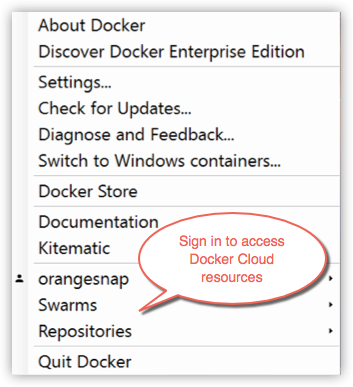 About Docker
Discover Docker Enterprise Edition
Settings...
Check for Updates...
Diagnose and Feedback...
Switch to Windows containers...
Docker Store
Documentation
Kitematic
Sign in to access
Docker Cloud
resources
orangesnap
Swarms
Repositories
Quit Docker